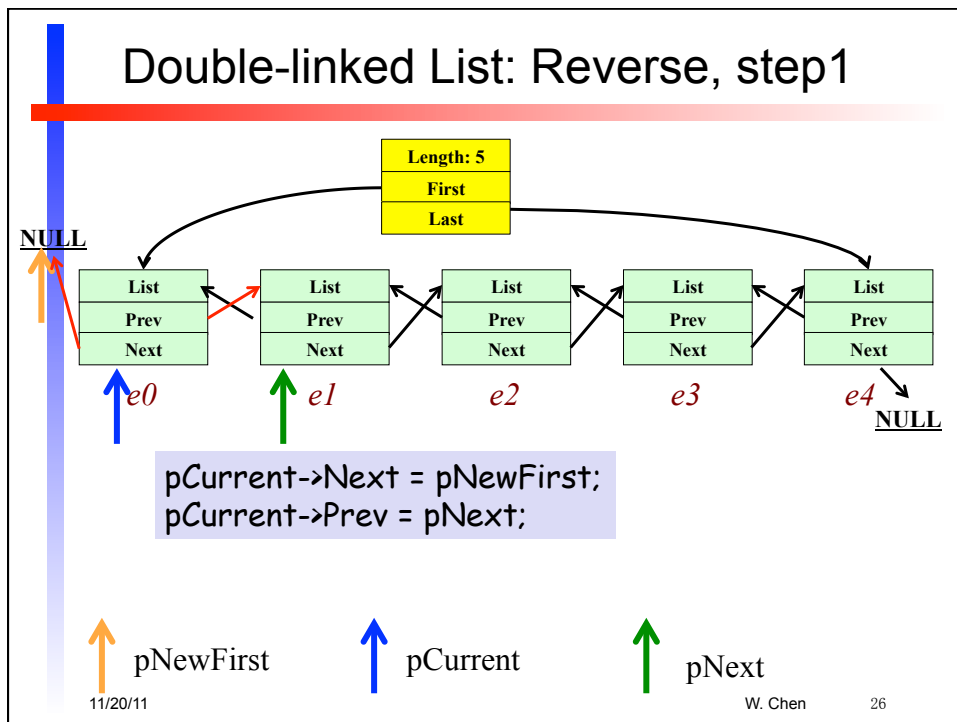 Double-linked List: Reverse, step1
Length: 5
First
Last
NULL
List
Prev
Next
List
Prev
Next
List
Prev
Next
List
Prev
Next
List
Prev
Next
e0
e1
e2
e3
e4
NULL
pCurrent->Next = pNewFirst;
pCurrent->Prev = pNext;
pNewFirst
pCurrent
pNext
11/20/11
W. Chen
26